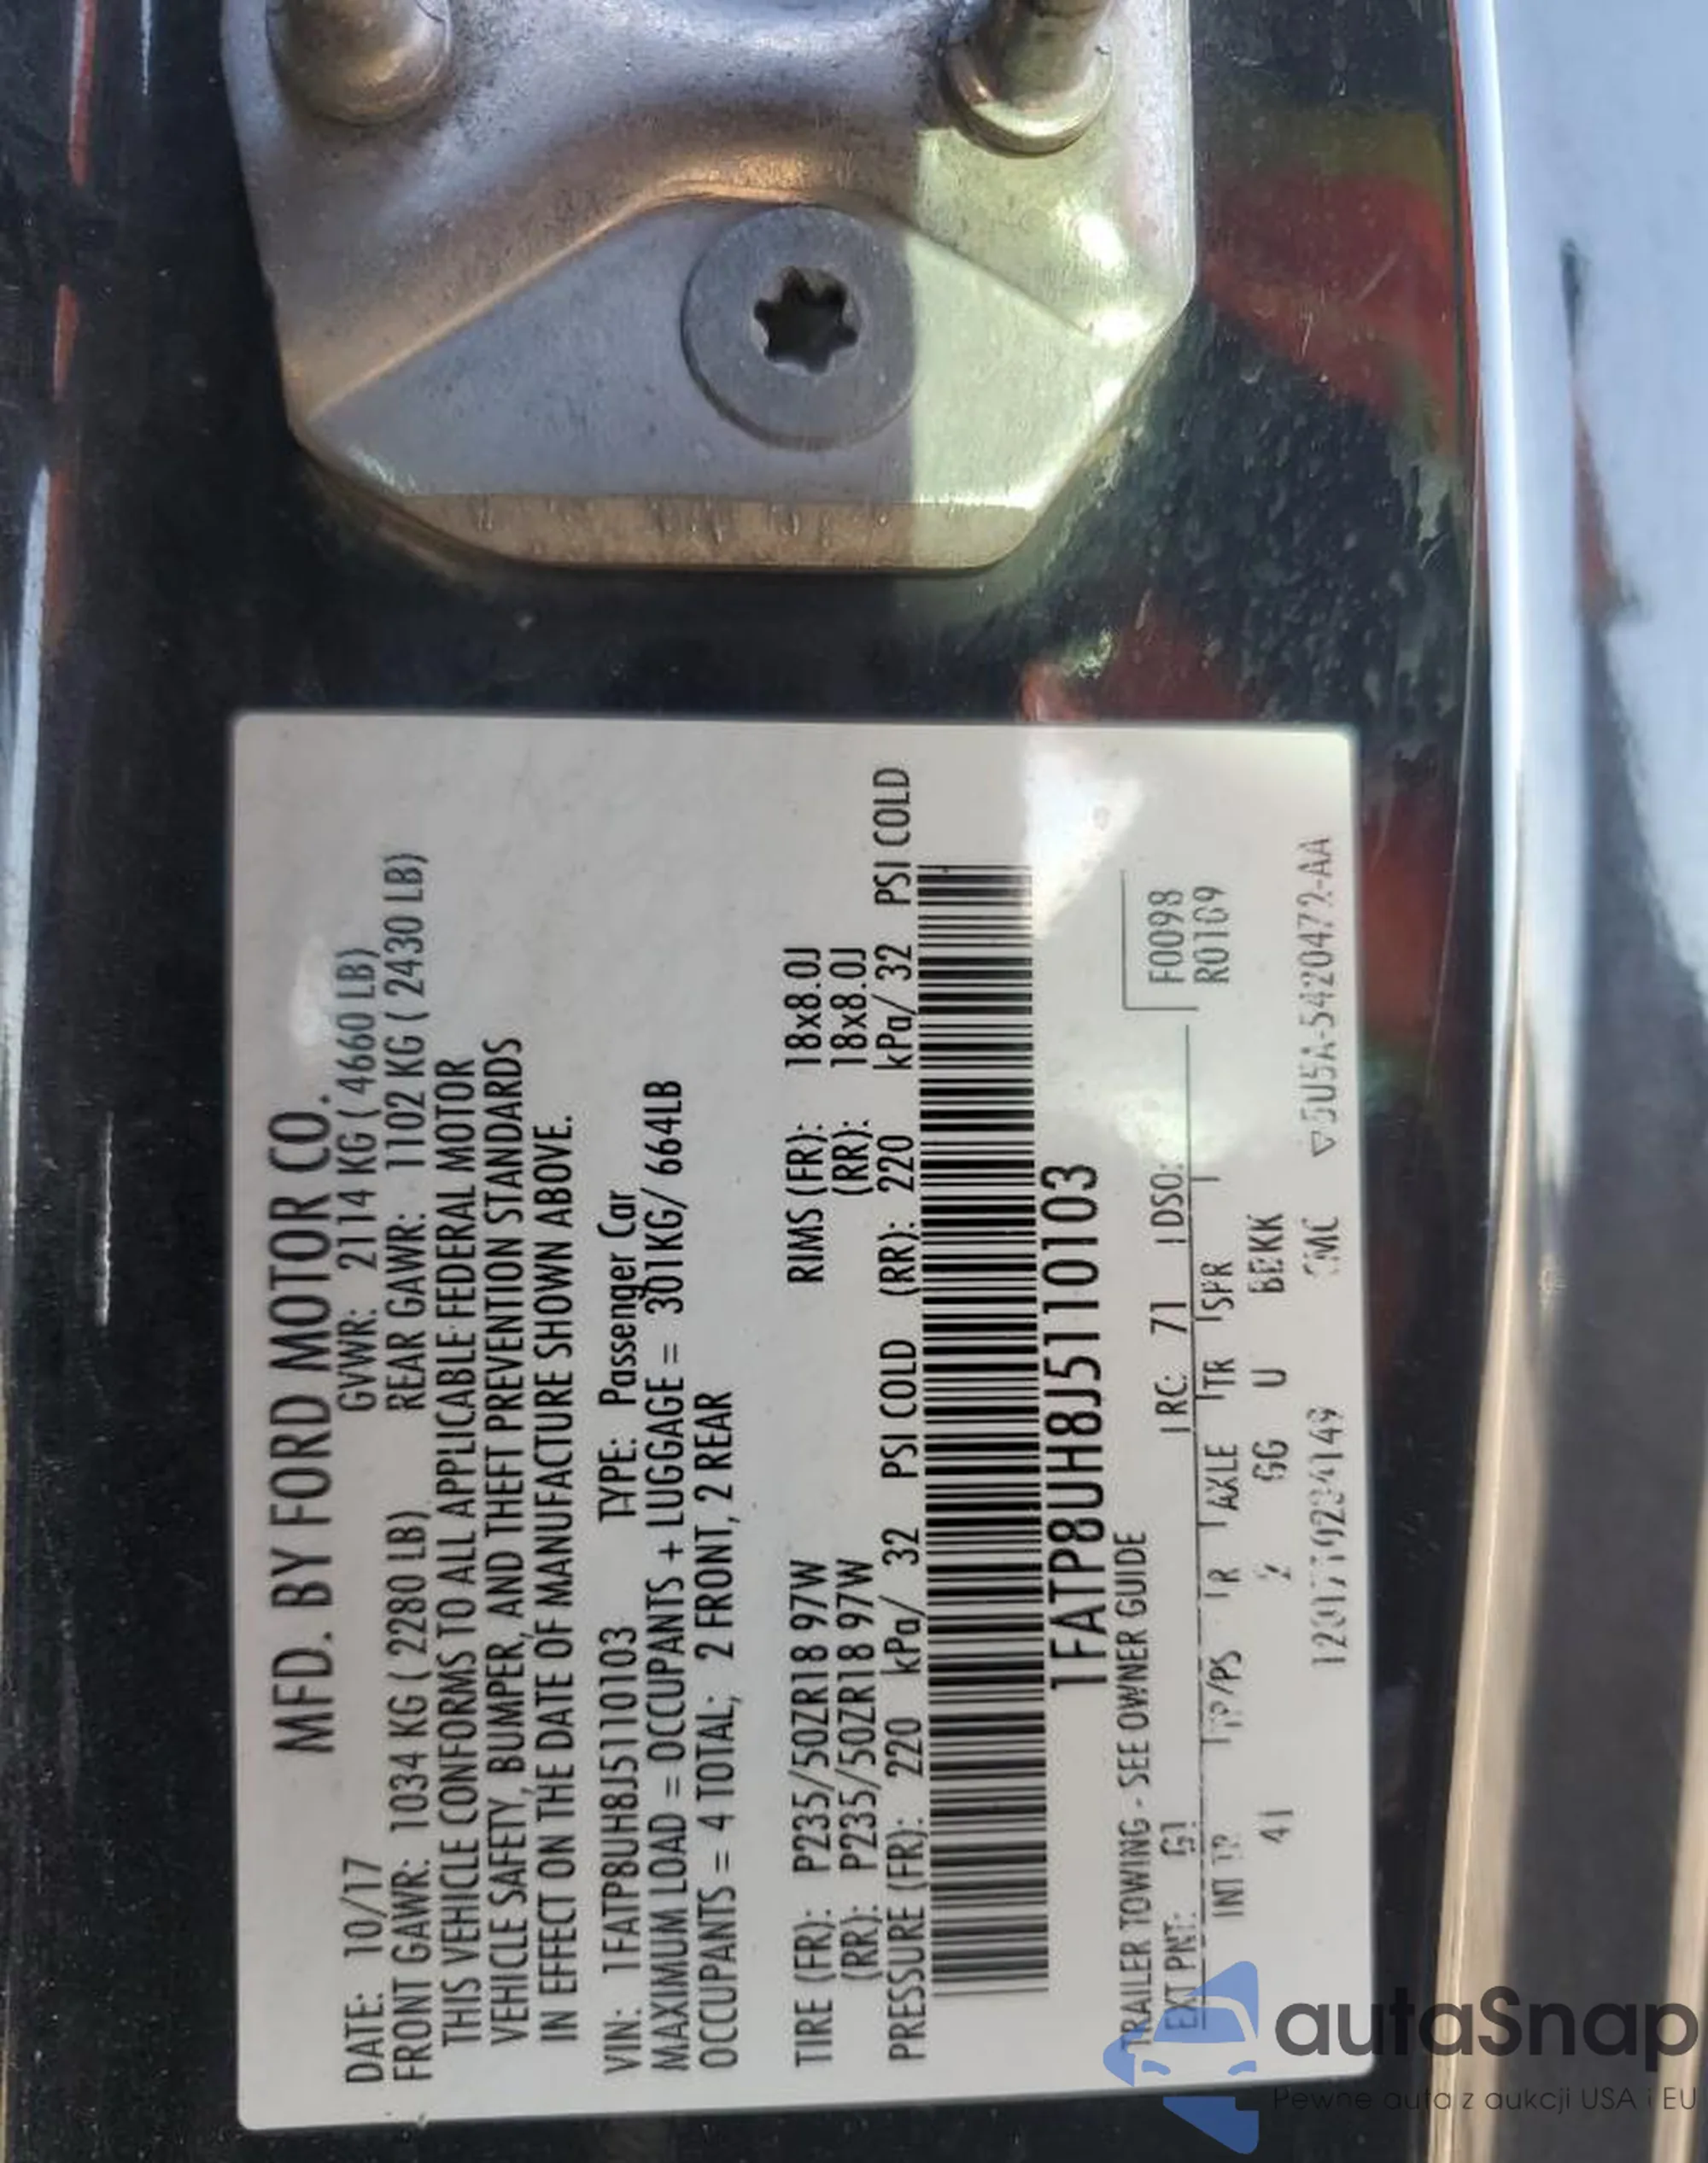 MFD. BY FORD MOTOR CO.
DATE: 10/17 GVWR: 2114 KG ( 4660 LB)
FRONT GAWR: 1034 KG ( 2280 LB) REAR GAWR: 1102 KG ( 2430 LB)
THIS VEHICLE CONFORMS TO ALL APPLICABLE FEDERAL MOTOR
VEHICLE SAFETY, BUMPER, AND THEFT PREVENTION STANDARDS
IN EFFECT ON THE DATE OF MANUFACTURE SHOWN ABOVE.
VIN: 1FATP8UH8J5110103 TYPE: Passenger Car
MAXIMUM LOAD = OCCUPANTS + LUGGAGE = 301KG/ 664LB
OCCUPANTS = 4 TOTAL; 2 FRONT, 2 REAR
TIRE (FR): P235/50ZR18 97W RIMS (FR): 18x8.0J
(RR): P235/50ZR18 97W (RR): 18x8.0J
PRESSURE (FR): 220 kPa/ 32 PSI COLD (RR): 220 kPa/ 32 PSI COLD
1FATP8UH8J5110103
TRAILER TOWING - SEE OWNER GUIDE
F0098
EXT PNT: G1 RC: 71 DSO:
R0109
INT TR TP/PS R AXLE TR SPR
41 2 GG U
autaSnap
Pewne auta z aukcji USA i EU